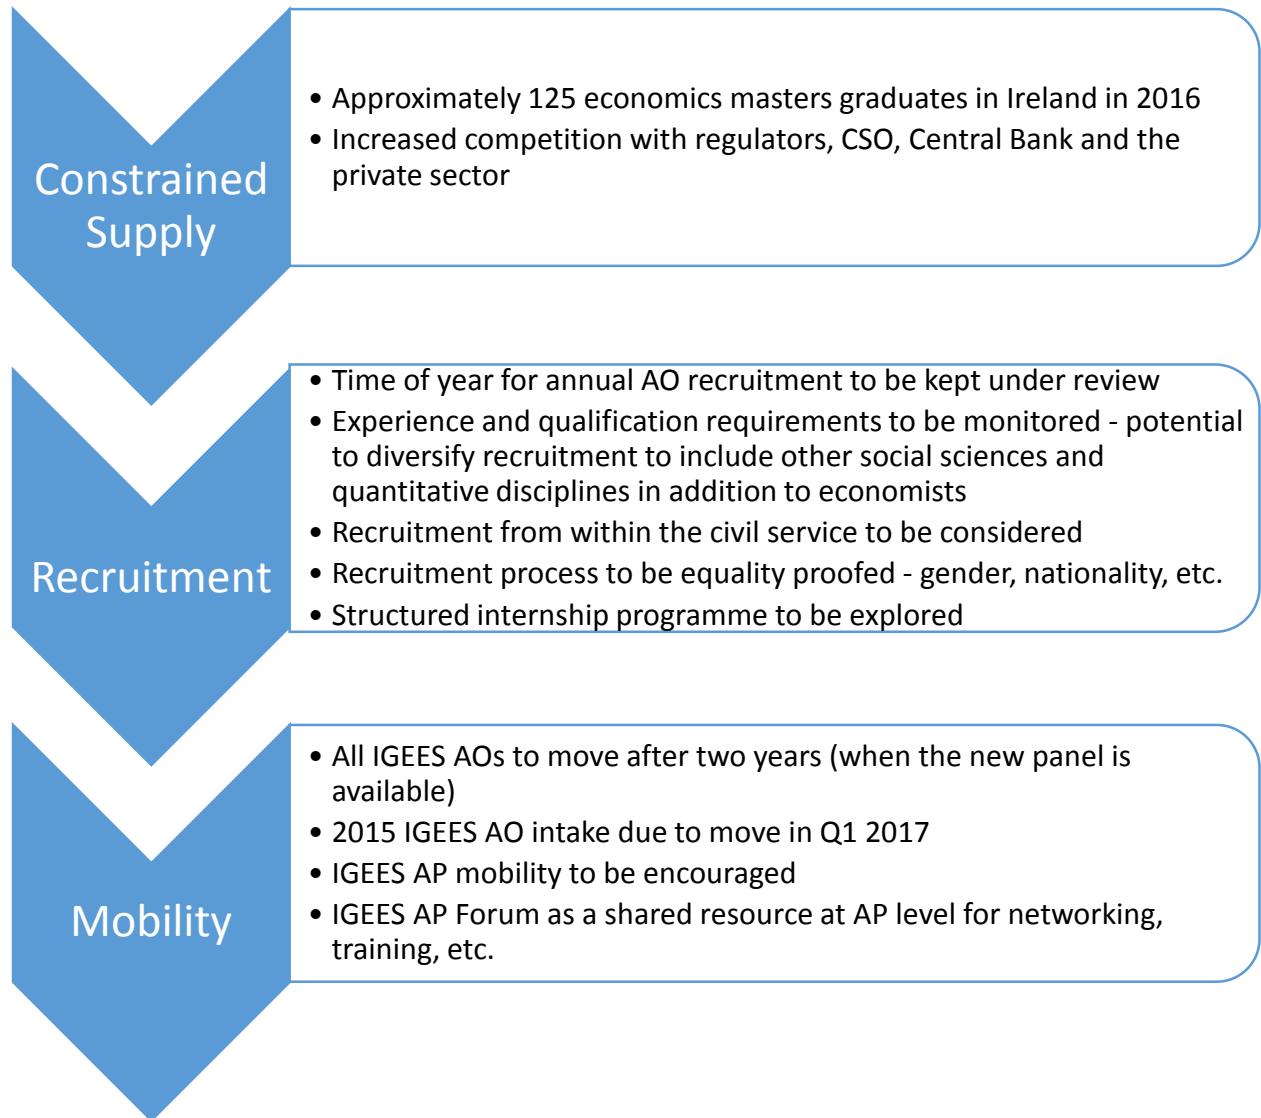 Constrained
Supply
• Approximately 125 economics masters graduates in Ireland in 2016
• Increased competition with regulators, CSO, Central Bank and the
private sector
Recruitment
• Time of year for annual AO recruitment to be kept under review
• Experience and qualification requirements to be monitored - potential
to diversify recruitment to include other social sciences and
quantitative disciplines in addition to economists
• Recruitment from within the civil service to be considered
• Recruitment process to be equality proofed - gender, nationality, etc.
• Structured internship programme to be explored
Mobility
• All IGEES AOs to move after two years (when the new panel is
available)
• 2015 IGEES AO intake due to move in Q1 2017
• IGEES AP mobility to be encouraged
• IGEES AP Forum as a shared resource at AP level for networking,
training, etc.